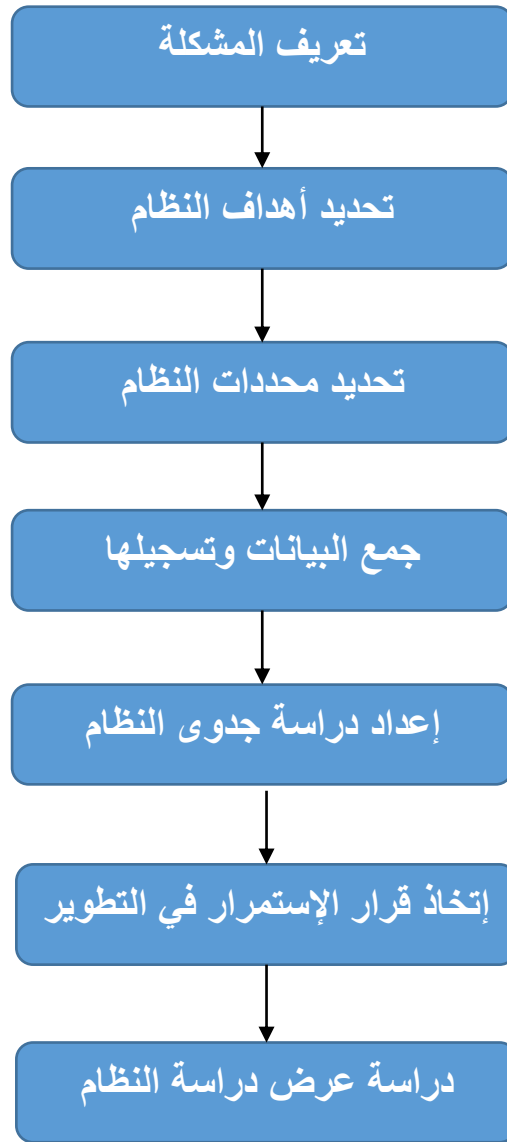 تعريف المشكلة
تحديد أهداف النظام
تحديد محددات النظام
جمع البيانات وتسجيلها
إعداد دراسة جدوى النظام
إتخاذ قرار الإستمرار في التطوير
دراسة عرض دراسة النظام